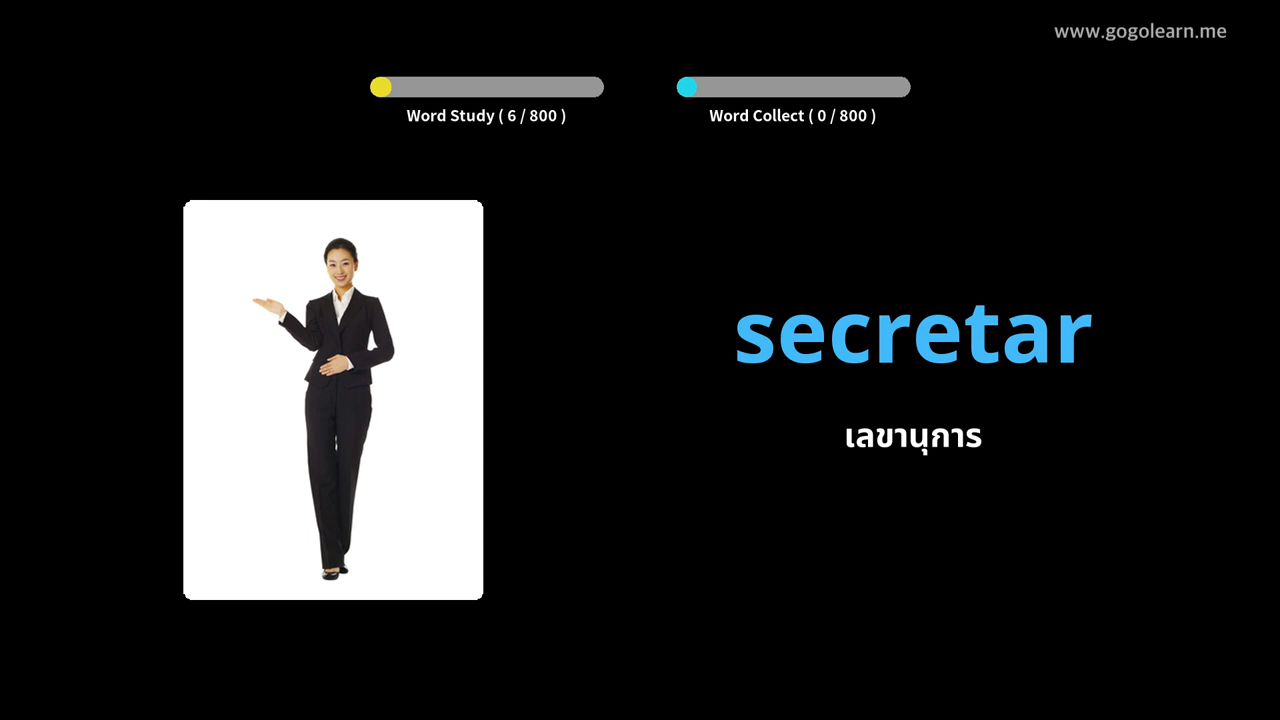 www.gogolearn.me
Word Study ( 6 / 800 )
Word Collect ( 0 / 800 )
secretar
เลขานุการ